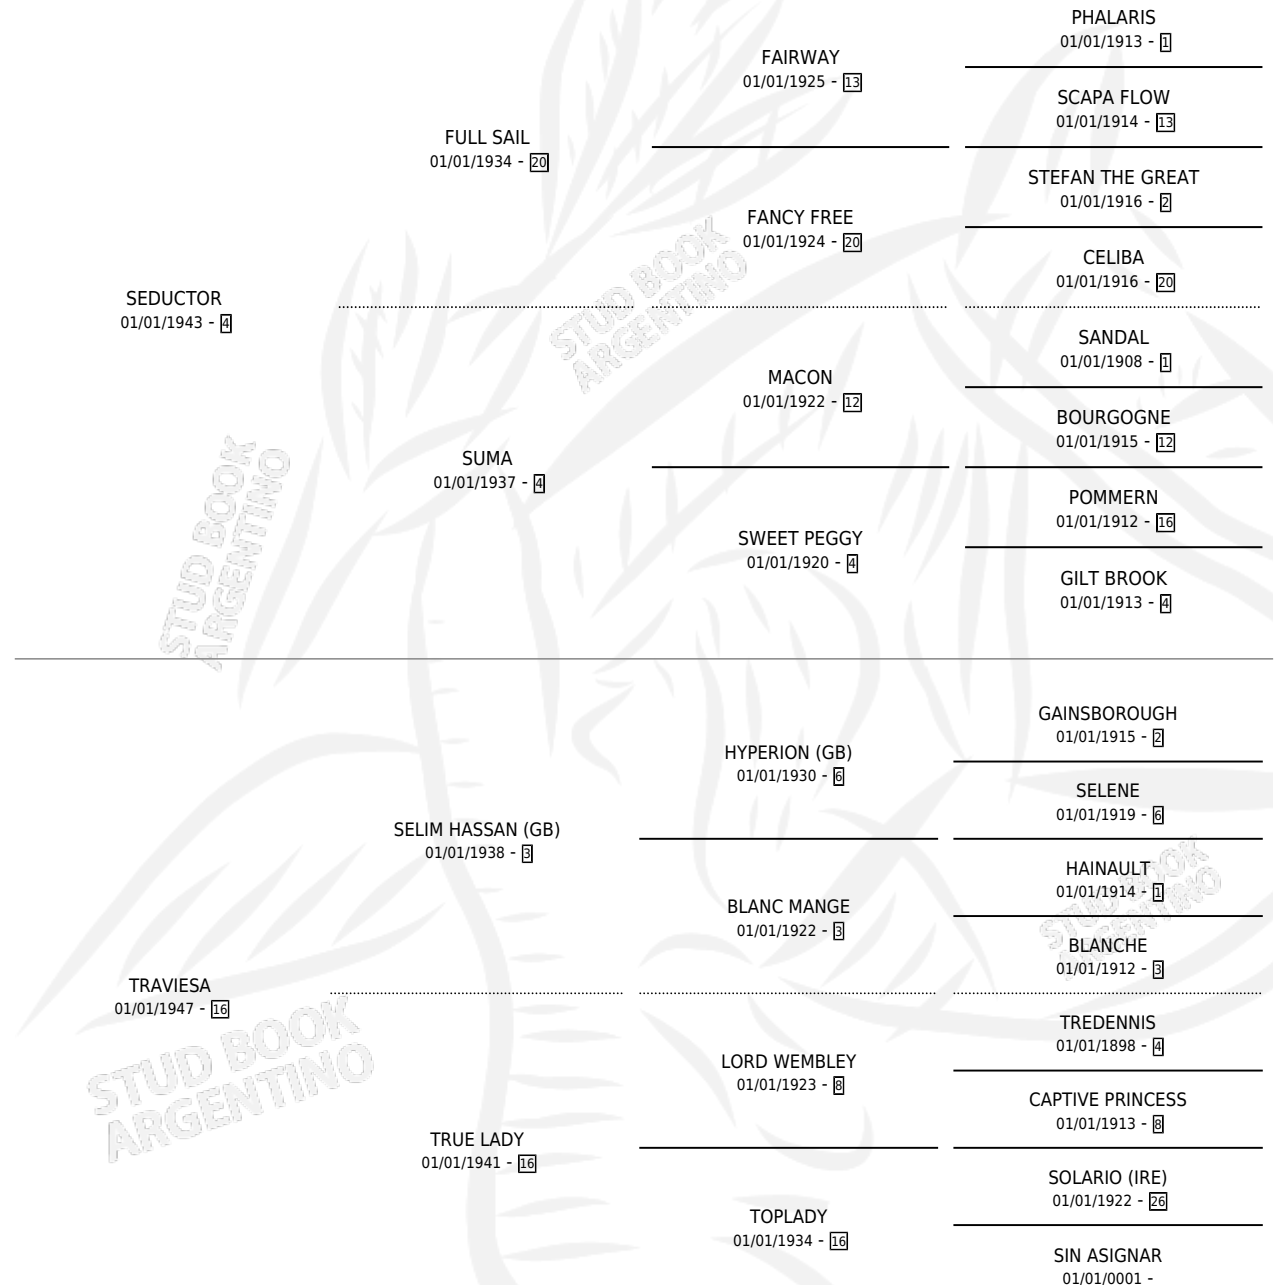 PHALARIS
01/01/1913 - 1
FAIRWAY
01/01/1925 - 13
SCAPA FLOW
01/01/1914 - 13
FULL SAIL
01/01/1934 - 20
STEFAN THE GREAT
01/01/1916 - 2
FANCY FREE
01/01/1924 - 20
CELIBA
01/01/1916 - 20
SEDUCTOR
01/01/1943 - 4
SANDAL
01/01/1908 - 1
MACON
01/01/1922 - 12
BOURGOGNE
01/01/1915 - 12
SUMA
01/01/1937 - 4
POMMERN
01/01/1912 - 16
SWEET PEGGY
01/01/1920 - 4
GILT BROOK
01/01/1913 - 4
GAINSBOROUGH
01/01/1915 - 2
HYPERION (GB)
01/01/1930 - 6
SELENE
01/01/1919 - 6
SELIM HASSAN (GB)
01/01/1938 - 3
HAINAULT
01/01/1914 - 1
BLANC MANGE
01/01/1922 - 3
BLANCHE
01/01/1912 - 3
TRAVIESA
01/01/1947 - 16
TREDENNIS
01/01/1898 - 4
LORD WEMBLEY
01/01/1923 - 8
CAPTIVE PRINCESS
01/01/1913 - 8
TRUE LADY
01/01/1941 - 16
SOLARIO (IRE)
01/01/1922 - 26
TOPLADY
01/01/1934 - 16
SIN ASIGNAR
01/01/0001 -
STUD BOOK
ARGENTINO
STUD BOOK
ARGENTINO
STUD BOOK
ARGENTINO
STUD BOOK
ARGENTINO